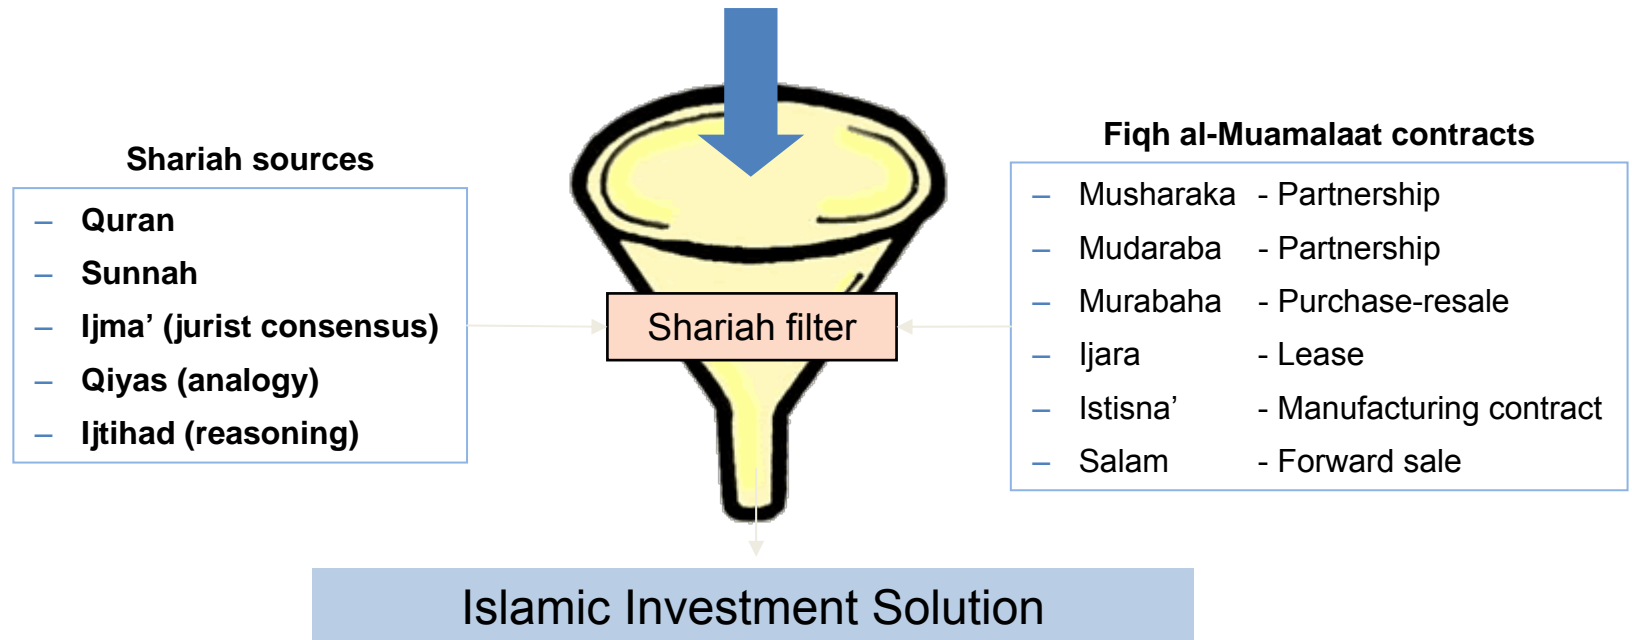 Shariah sources
– Quran
– Sunnah
– Ijma’ (jurist consensus)
– Qiyas (analogy)
– Ijtihad (reasoning)
Shariah filter
Fiqh al-Muamalaat contracts
– Musharaka - Partnership
– Mudaraba - Partnership
– Murabaha - Purchase-resale
– Ijara - Lease
– Istisna’ - Manufacturing contract
– Salam - Forward sale
Islamic Investment Solution